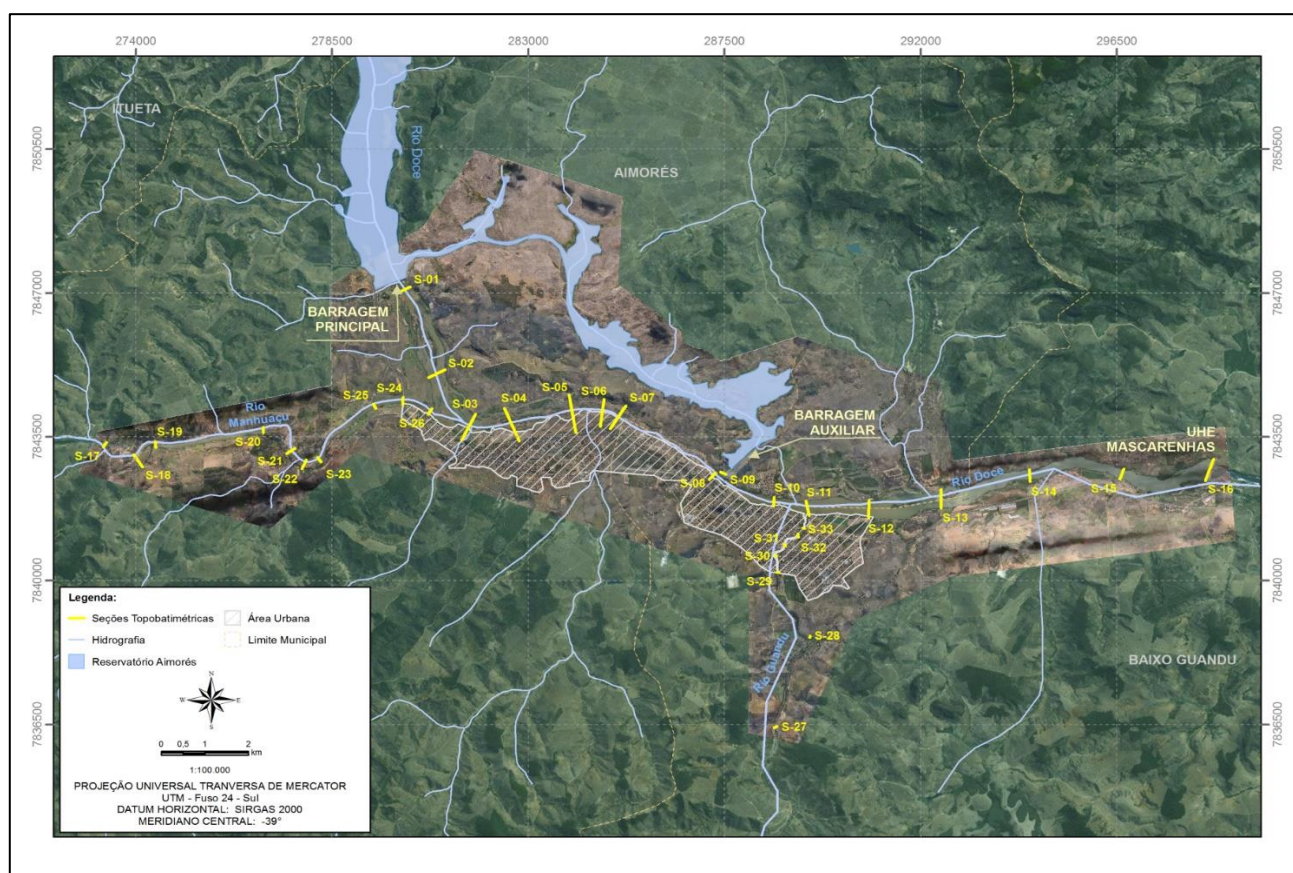 274000
278500
283000
287500
292000
296500
ITUETA
Rio Doce
7850500
7850500
AIMORÉS
7847000
7847000
S-01
BARRAGEM
PRINCIPAL
S-02
S-24
S-25
S-26
S-03
S-04
S-05
S-06
S-07
7843500
7843500
Rio
Manhuaçu
S-17
S-18
S-19
S-20
S-21
S-22
S-23
BARRAGEM
AUXILIAR
UHE
MASCARENHAS
S-08
S-09
S-10
S-11
S-12
Rio Doce
S-13
S-14
S-15
S-16
S-33
S-31
S-32
S-30
S-29
7840000
7840000
S-28
Rio Guandu
BAIXO GUANDU
S-27
7836500
7836500
Legenda:
Seções Topobatimétricas
Área Urbana
Hidrografia
Limite Municipal
Reservatório Aimorés
N
W
E
S
0 0,5 1 2
km
1:100.000
PROJEÇÃO UNIVERSAL TRANVERSA DE MERCATOR
UTM - Fuso 24 - Sul
DATUM HORIZONTAL: SIRGAS 2000
MERIDIANO CENTRAL: -39°